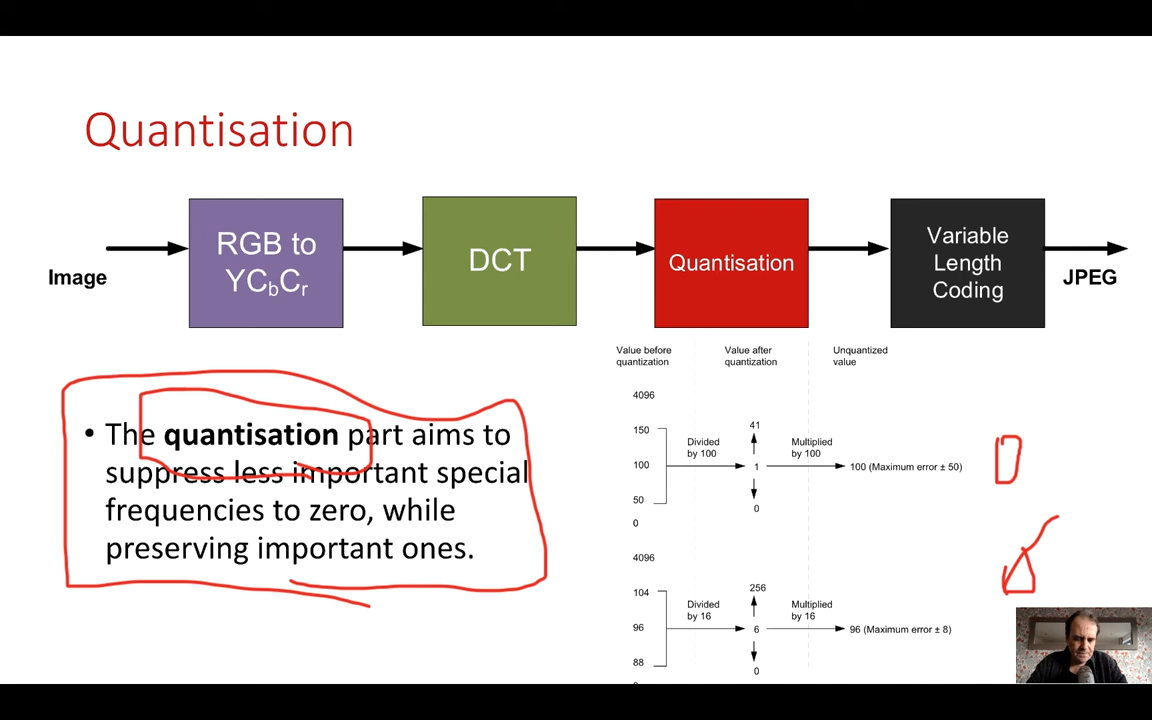 Quantisation
Image
RGB to
YCbCr
DCT
Quantisation
Variable
Length
Coding
JPEG
• The quantisation part aims to
suppress less important special
frequencies to zero, while
preserving important ones.
Value before
quantization
Value after
quantization
Unquantized
value
4096
150
100
50
0
Divided
by 100
41
1
0
Multiplied
by 100
100 (Maximum error ± 50)
4096
104
96
88
Divided
by 16
256
6
0
Multiplied
by 16
96 (Maximum error ± 8)